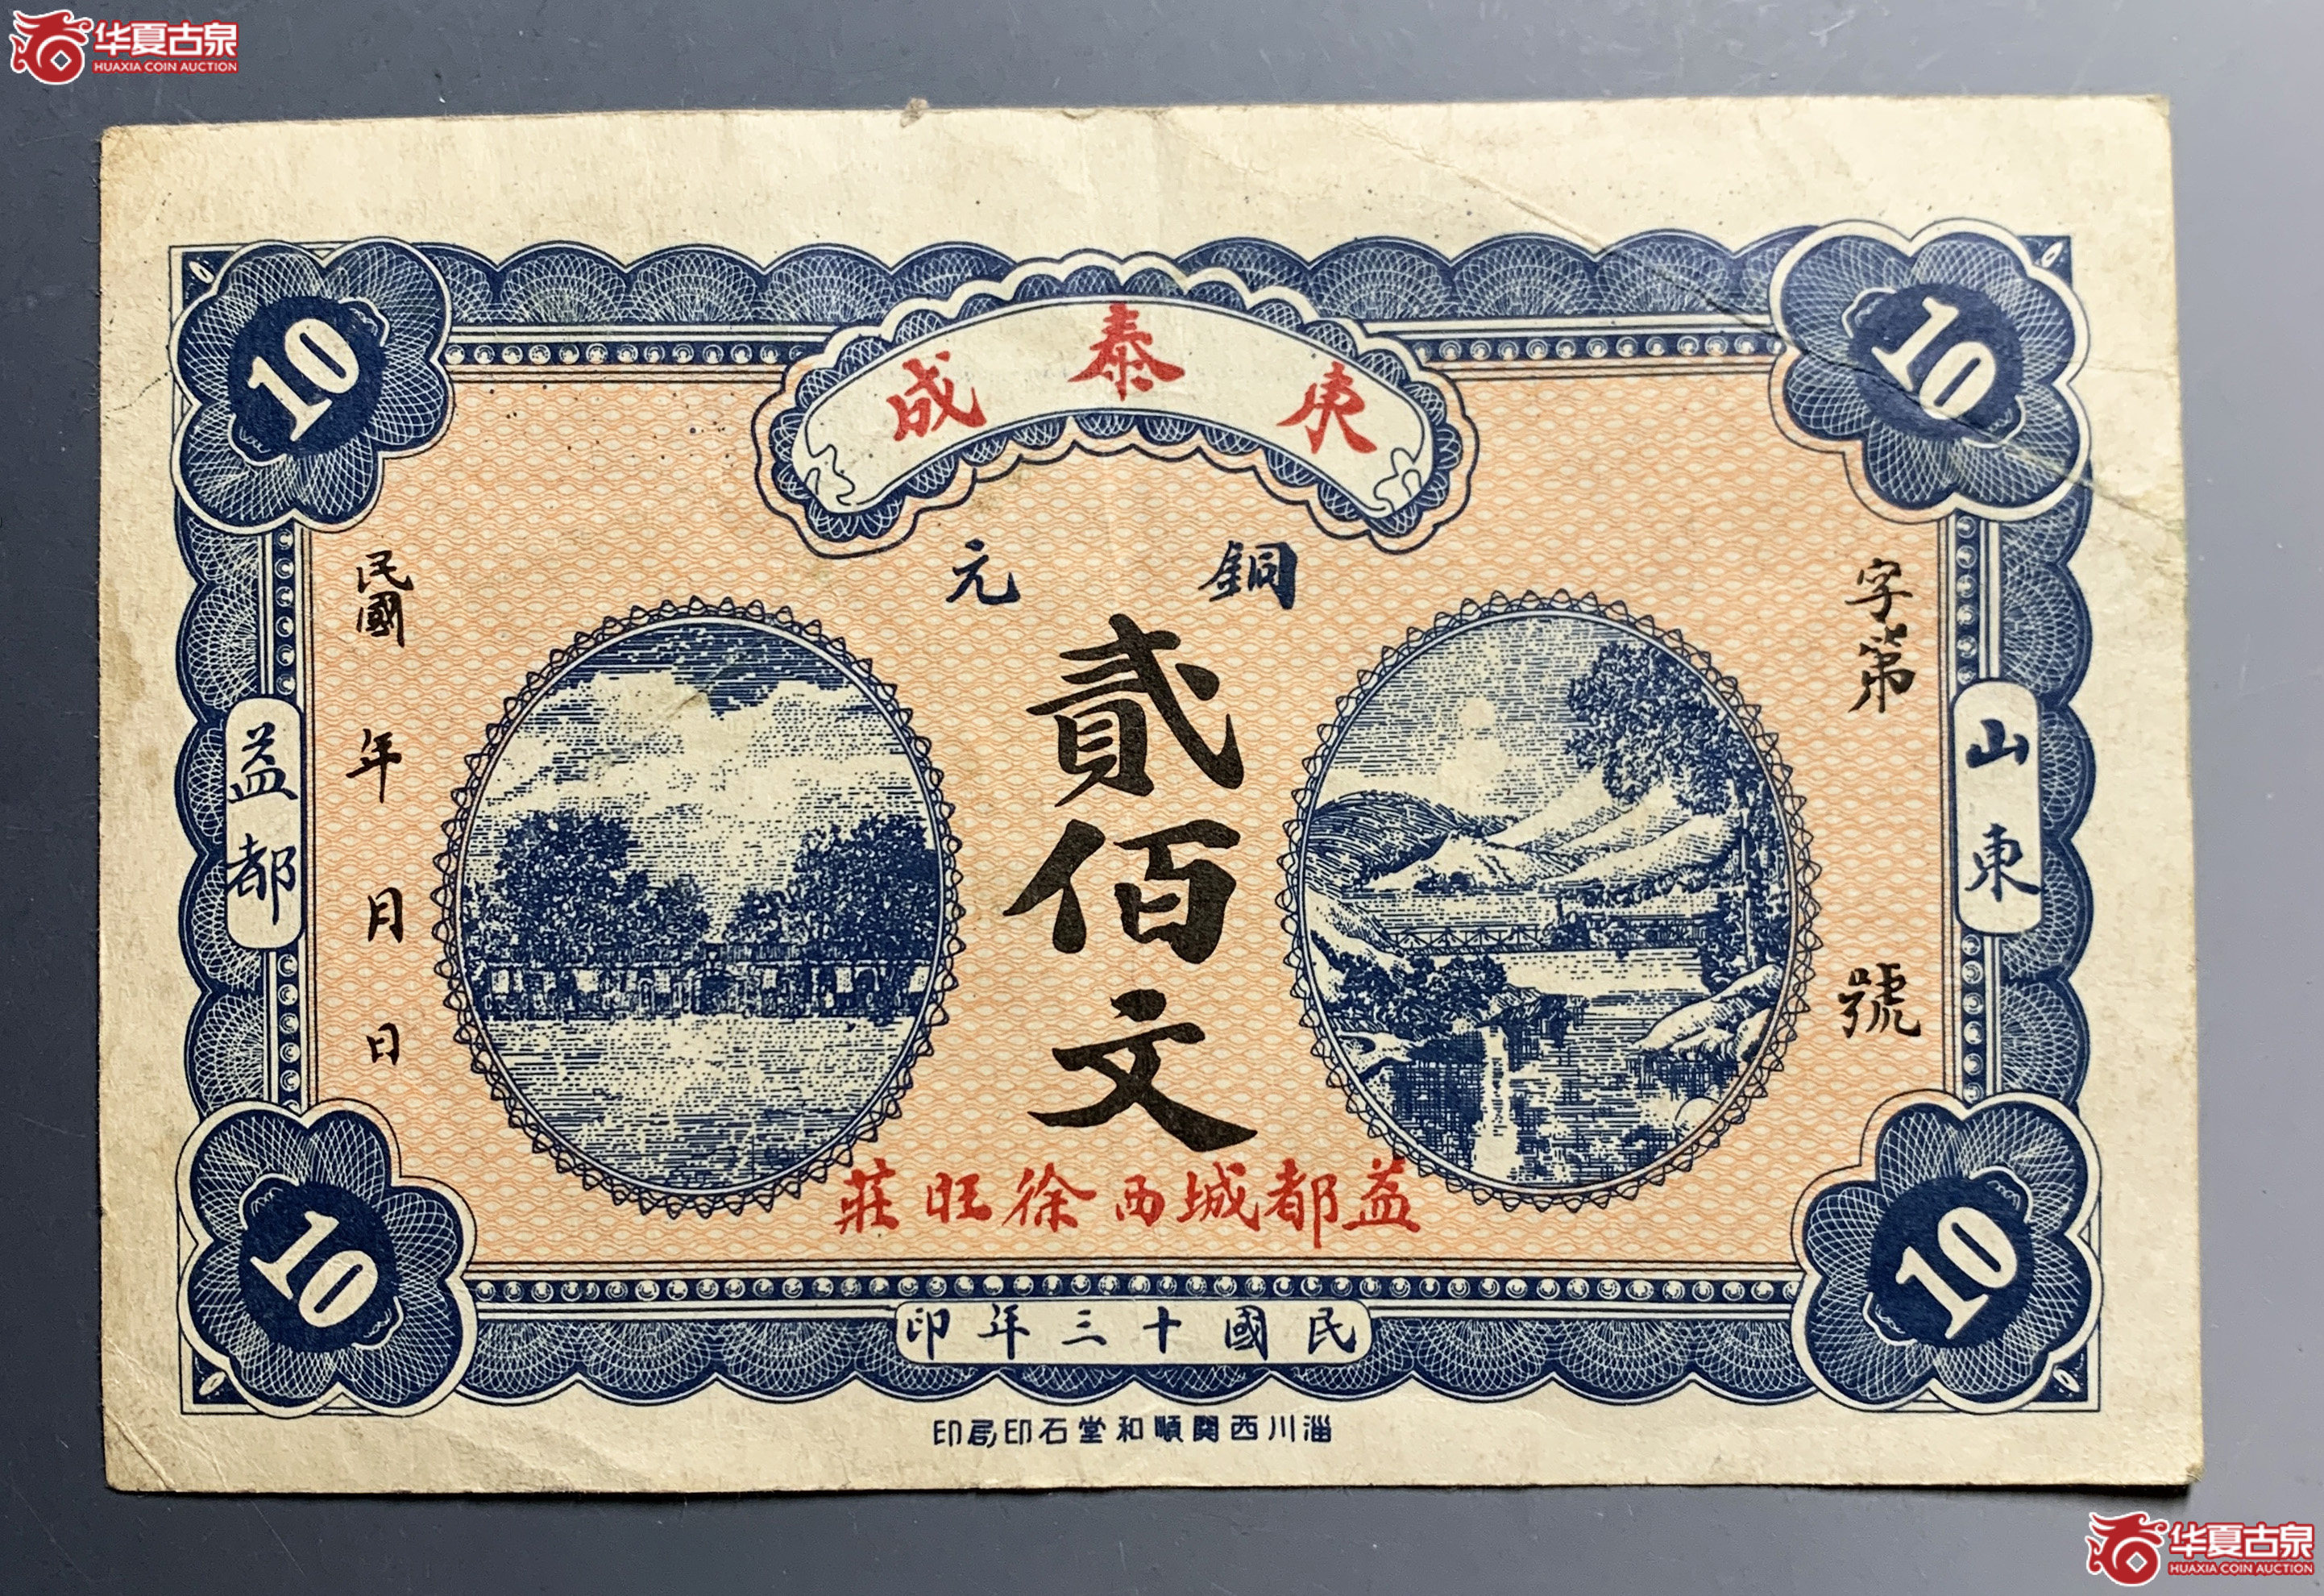 华夏古泉
HUAXIA COIN AUCTION
10
10
庚泰成
銅元
貳佰文
字第 號
山東
民國 年 月 日
益都
益都城西徐旺莊
10
10
民國十三年印
淄川西關順和堂石印局印
华夏古泉
HUAXIA COIN AUCTION